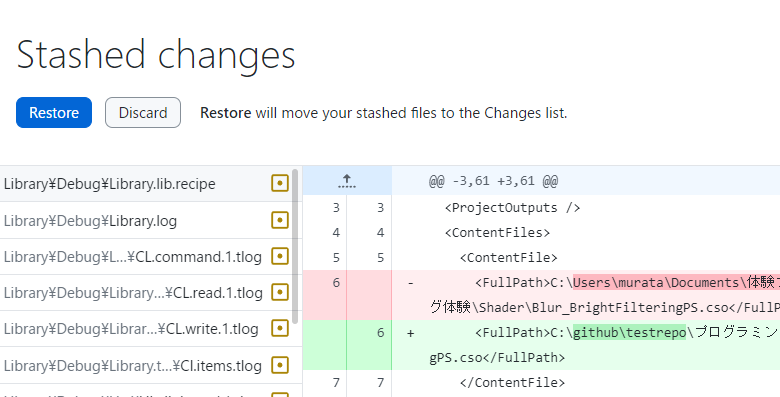 Stashed changes
Restore
Discard
Restore will move your stashed files to the Changes list.
Library¥Debug¥Library.lib.recipe
Library¥Debug¥Library.log
Library¥Debug¥L...¥CL.command.1.tlog
Library¥Debug¥Library....¥CL.read.1.tlog
Library¥Debug¥Librar...¥CL.write.1.tlog
Library¥Debug¥Library.t...¥Cl.items.tlog
@@ -3,61 +3,61 @@
3 3 <ProjectOutputs />
4 4 <ContentFiles>
5 5 <ContentFile>
6 - <FullPath>C:\Users\murata\Documents\体験
グ体験\Shader\Blur_BrightFilteringPS.cso</FullP
6 + <FullPath>C:\github\testrepo\プログラミン
gPS.cso</FullPath>
7 7 </ContentFile>